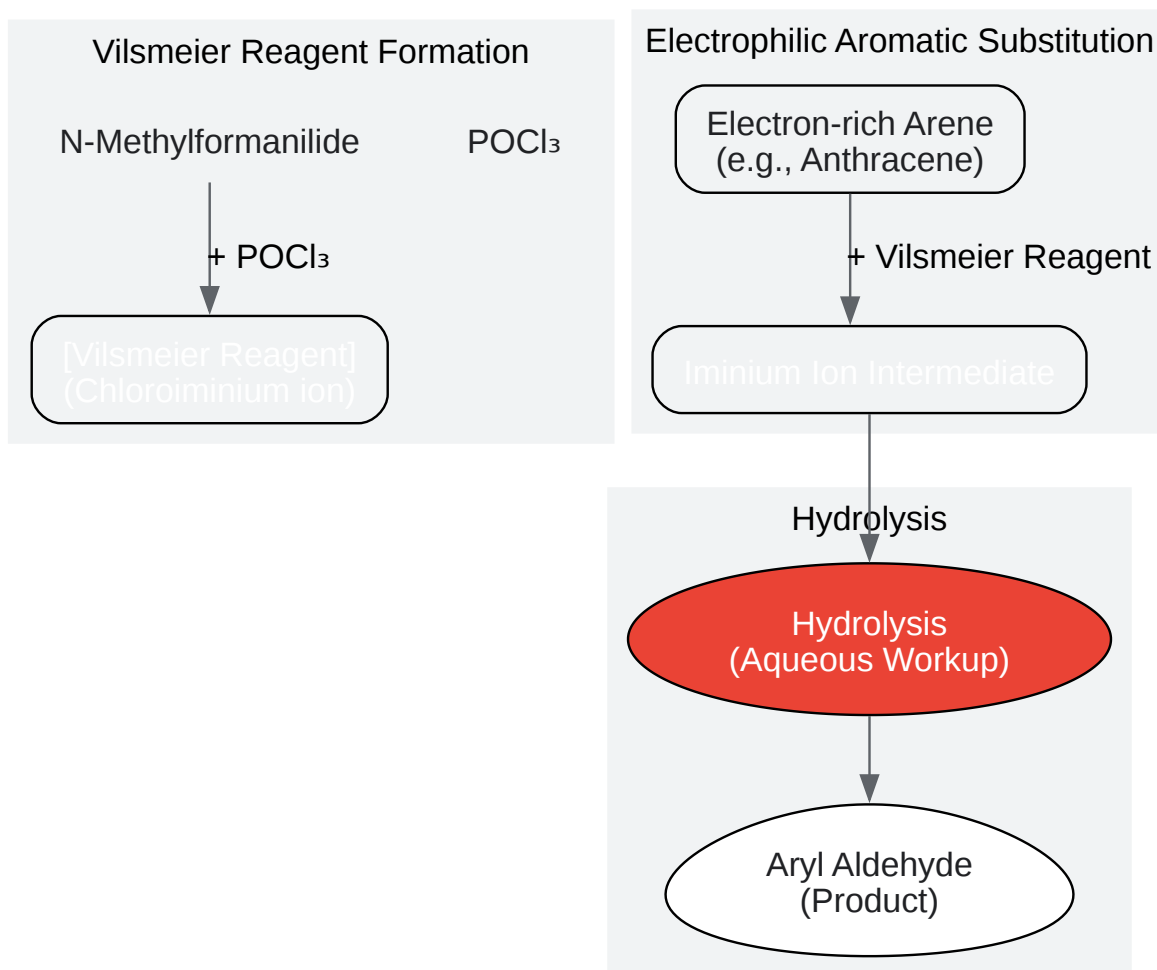 Vilsmeier Reagent Formation
N-Methylformanilide
POCl₃
+ POCl₃
[Vilsmeier Reagent]
(Chloroiminium ion)
Electrophilic Aromatic Substitution
Electron-rich Arene
(e.g., Anthracene)
+ Vilsmeier Reagent
Iminium Ion Intermediate
Hydrolysis
Hydrolysis
(Aqueous Workup)
Aryl Aldehyde
(Product)